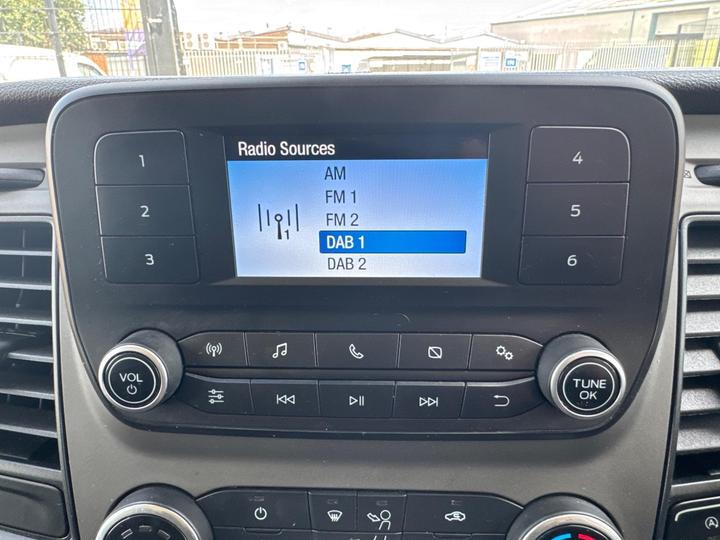 Radio Sources
AM
FM 1
FM 2
DAB 1
DAB 2
1
1
2
3
4
5
6
VOL
TUNE
OK